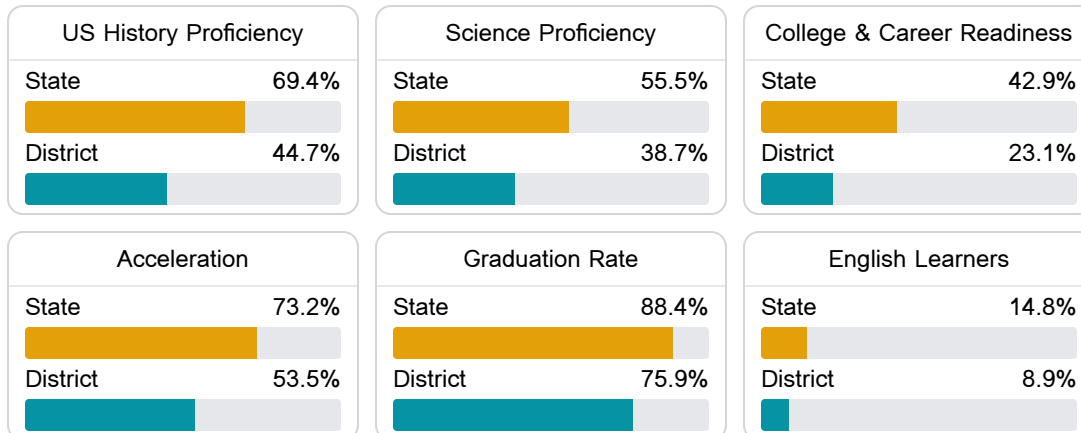 US History Proficiency
State 69.4%
District 44.7%
Science Proficiency
State 55.5%
District 38.7%
College & Career Readiness
State 42.9%
District 23.1%
Acceleration
State 73.2%
District 53.5%
Graduation Rate
State 88.4%
District 75.9%
English Learners
State 14.8%
District 8.9%